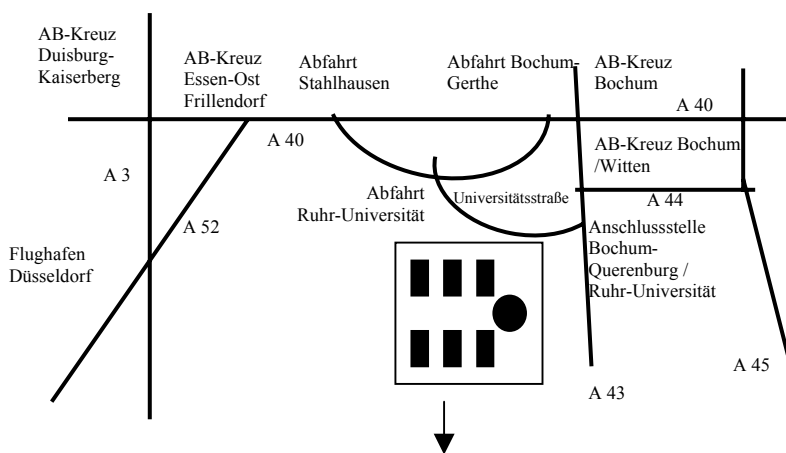 AB-Kreuz
Duisburg-
Kaiserberg
AB-Kreuz
Essen-Ost
Frillendorf
Abfahrt
Stahlhausen
Abfahrt Bochum-
Gerthe
AB-Kreuz
Bochum
A 40
A 40
AB-Kreuz Bochum
/Witten
A 3
Abfahrt
Ruhr-Universität
Universitätsstraße
A 44
A 52
Anschlussstelle
Bochum-
Querenburg /
Ruhr-Universität
Flughafen
Düsseldorf
A 45
A 43